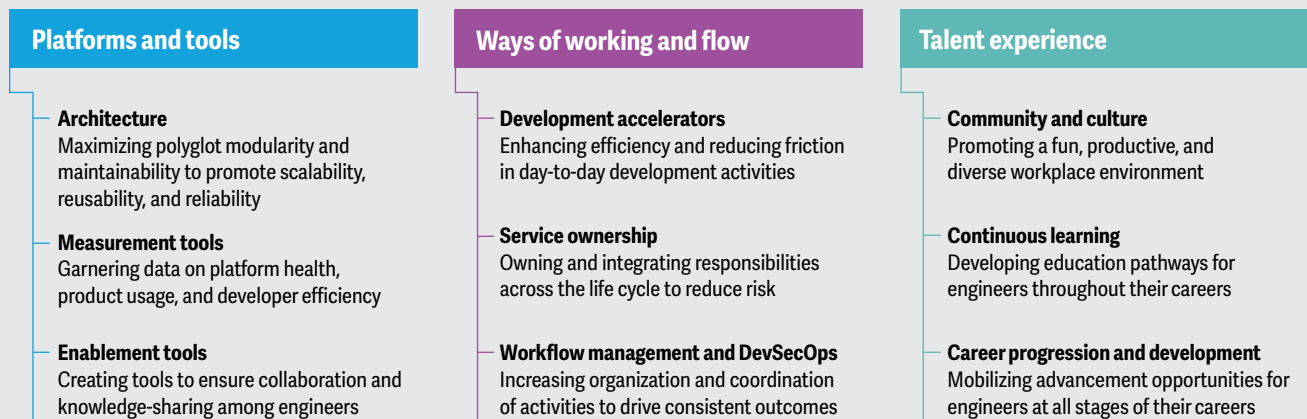 Platforms and tools
Architecture
Maximizing polyglot modularity and
maintainability to promote scalability,
reusability, and reliability
Measurement tools
Garnering data on platform health,
product usage, and developer efficiency
Enablement tools
Creating tools to ensure collaboration and
knowledge-sharing among engineers
Ways of working and flow
Development accelerators
Enhancing efficiency and reducing friction
in day-to-day development activities
Service ownership
Owning and integrating responsibilities
across the life cycle to reduce risk
Workflow management and DevSecOps
Increasing organization and coordination
of activities to drive consistent outcomes
Talent experience
Community and culture
Promoting a fun, productive, and
diverse workplace environment
Continuous learning
Developing education pathways for
engineers throughout their careers
Career progression and development
Mobilizing advancement opportunities for
engineers at all stages of their careers